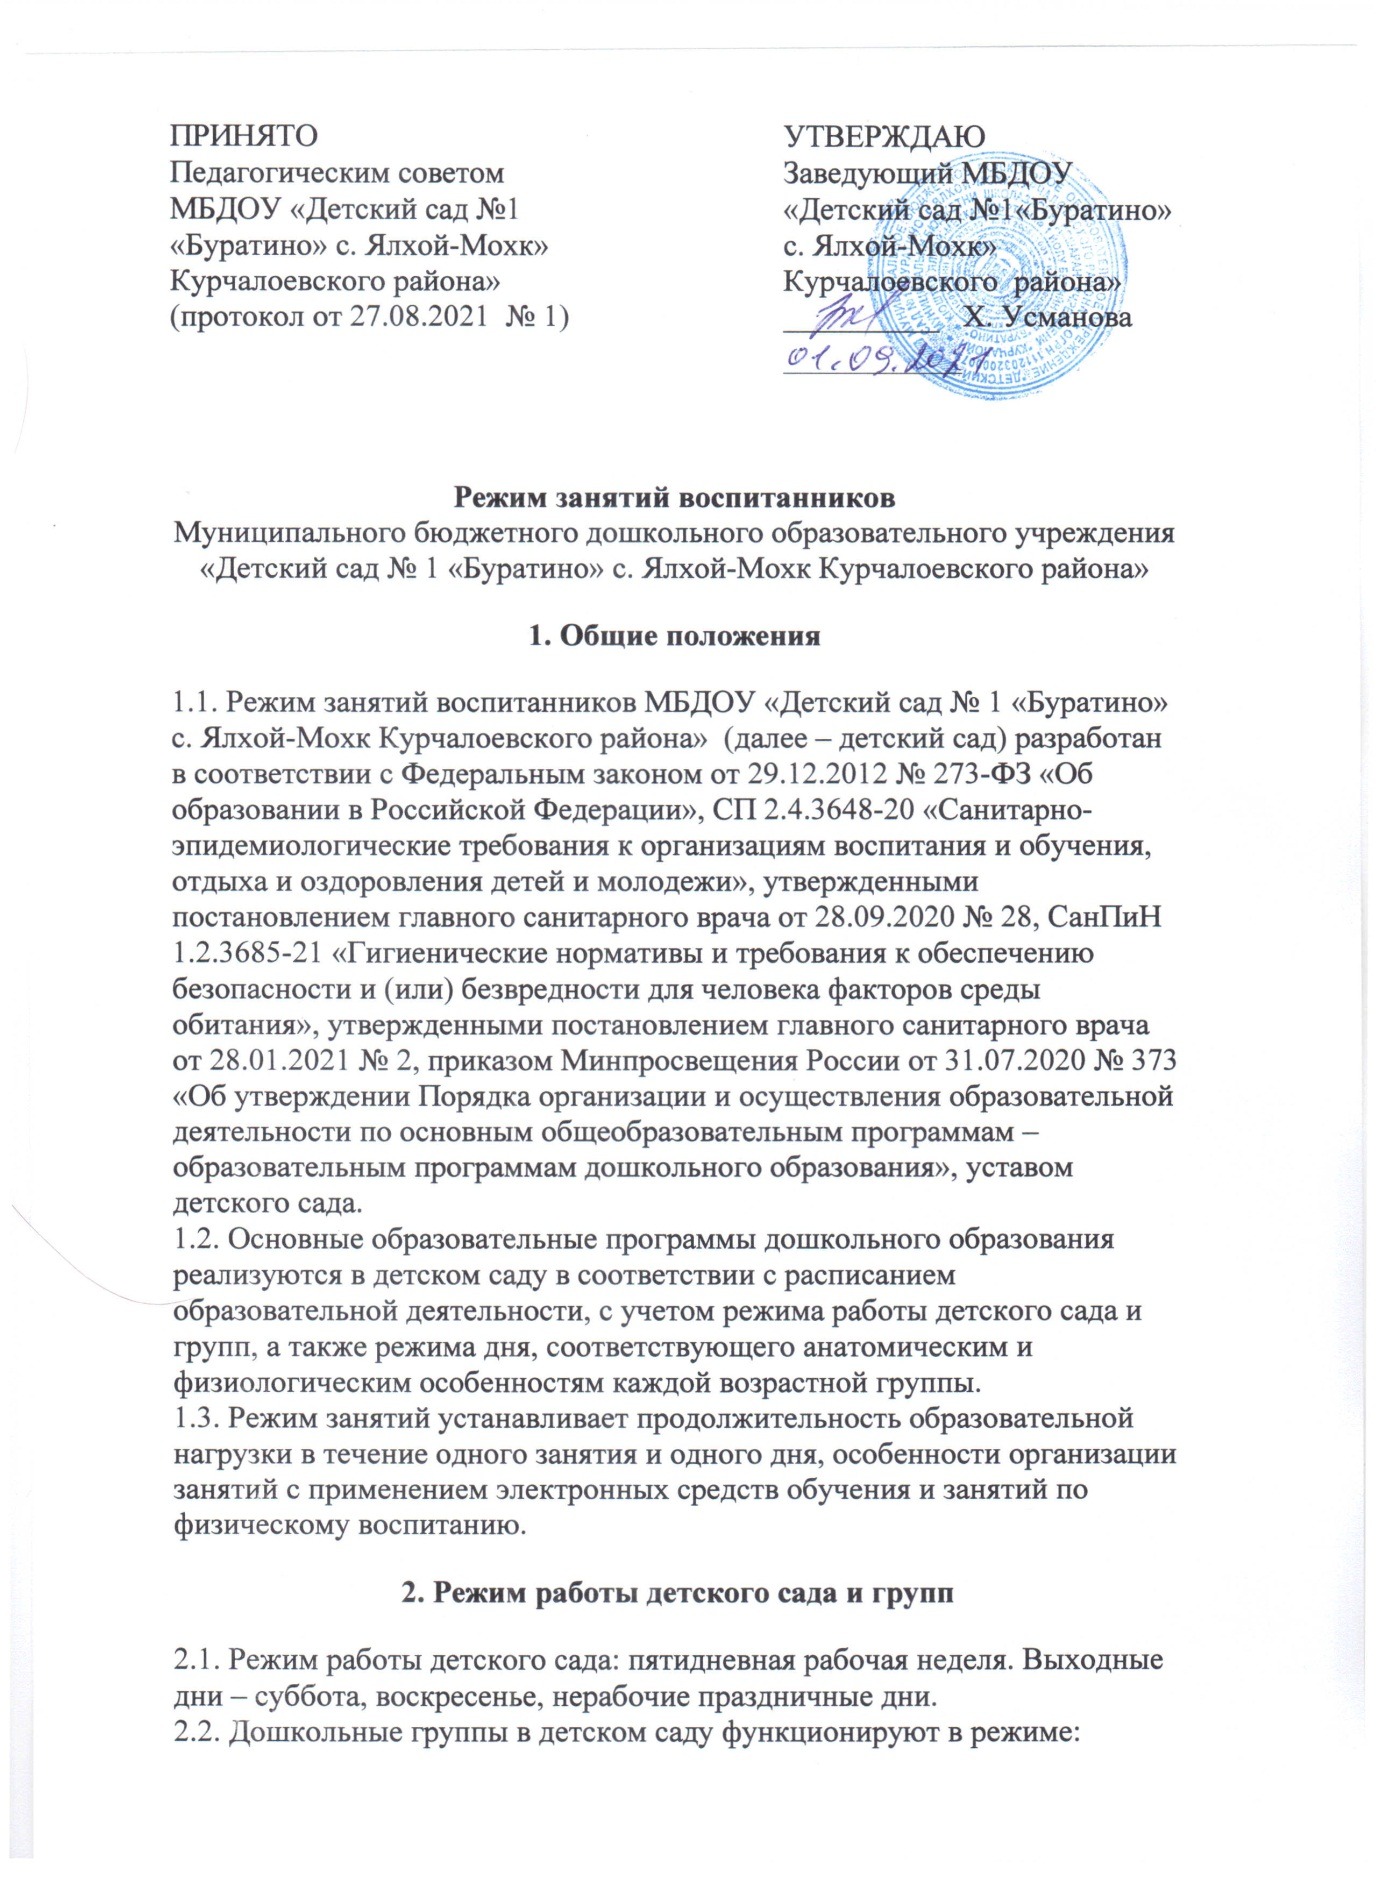 ПРИНЯТО
Педагогическим советом
МБДОУ «Детский сад №1
«Буратино» с. Ялхой-Мохк»
Курчалоевского района»
(протокол от 27.08.2021 № 1)
УТВЕРЖДАЮ
Заведующий МБДОУ
«Детский сад №1«Буратино»
с. Ялхой-Мохк»
Курчалоевского района»
Х. Усманова
01.09.2021
Режим занятий воспитанников
Муниципального бюджетного дошкольного образовательного учреждения
«Детский сад № 1 «Буратино» с. Ялхой-Мохк Курчалоевского района»
1. Общие положения
1.1. Режим занятий воспитанников МБДОУ «Детский сад № 1 «Буратино»
с. Ялхой-Мохк Курчалоевского района» (далее – детский сад) разработан
в соответствии с Федеральным законом от 29.12.2012 № 273-ФЗ «Об
образовании в Российской Федерации», СП 2.4.3648-20 «Санитарно-
эпидемиологические требования к организациям воспитания и обучения,
отдыха и оздоровления детей и молодежи», утвержденными
постановлением главного санитарного врача от 28.09.2020 № 28, СанПиН
1.2.3685-21 «Гигиенические нормативы и требования к обеспечению
безопасности и (или) безвредности для человека факторов среды
обитания», утвержденными постановлением главного санитарного врача
от 28.01.2021 № 2, приказом Минпросвещения России от 31.07.2020 № 373
«Об утверждении Порядка организации и осуществления образовательной
деятельности по основным общеобразовательным программам –
образовательным программам дошкольного образования», уставом
детского сада.
1.2. Основные образовательные программы дошкольного образования
реализуются в детском саду в соответствии с расписанием
образовательной деятельности, с учетом режима работы детского сада и
групп, а также режима дня, соответствующего анатомическим и
физиологическим особенностям каждой возрастной группы.
1.3. Режим занятий устанавливает продолжительность образовательной
нагрузки в течение одного занятия и одного дня, особенности организации
занятий с применением электронных средств обучения и занятий по
физическому воспитанию.
2. Режим работы детского сада и групп
2.1. Режим работы детского сада: пятидневная рабочая неделя. Выходные
дни – суббота, воскресенье, нерабочие праздничные дни.
2.2. Дошкольные группы в детском саду функционируют в режиме: